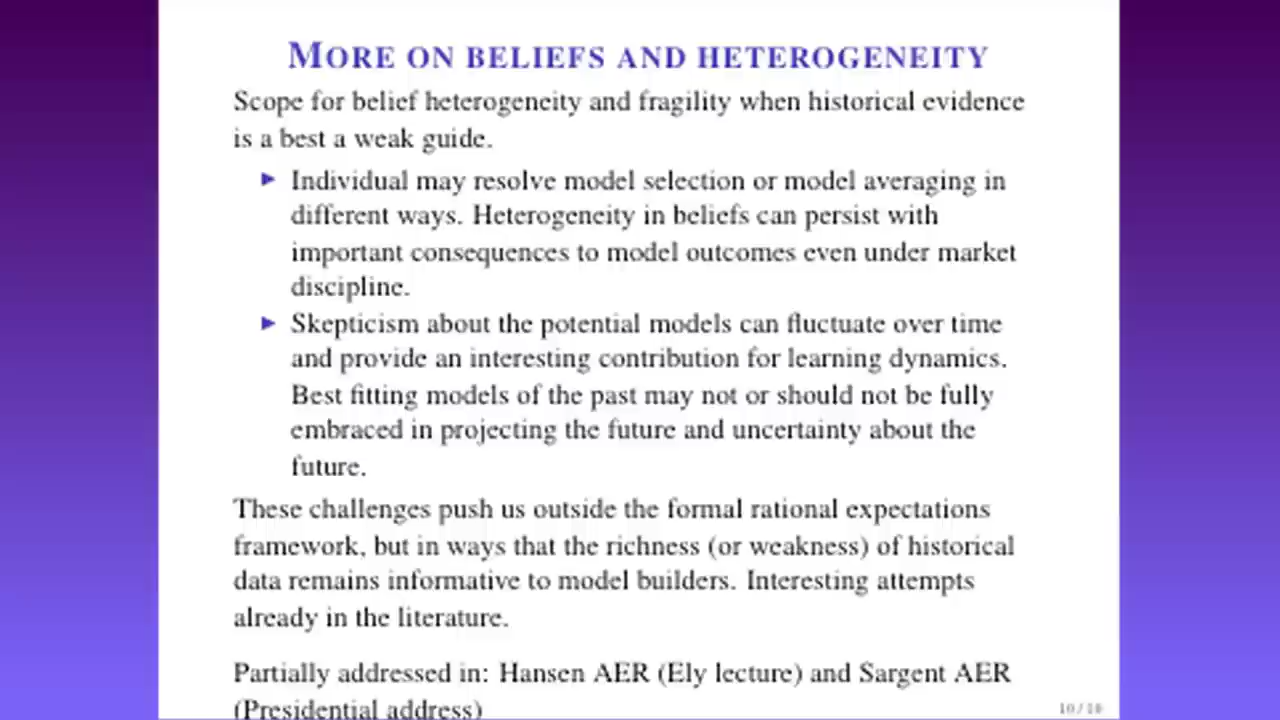 MORE ON BELIEFS AND HETEROGENEITY
Scope for belief heterogeneity and fragility when historical evidence
is a best a weak guide.
► Individual may resolve model selection or model averaging in
different ways. Heterogeneity in beliefs can persist with
important consequences to model outcomes even under market
discipline.
► Skepticism about the potential models can fluctuate over time
and provide an interesting contribution for learning dynamics.
Best fitting models of the past may not or should not be fully
embraced in projecting the future and uncertainty about the
future.
These challenges push us outside the formal rational expectations
framework, but in ways that the richness (or weakness) of historical
data remains informative to model builders. Interesting attempts
already in the literature.
Partially addressed in: Hansen AER (Ely lecture) and Sargent AER
(Presidential address)
10 / 10